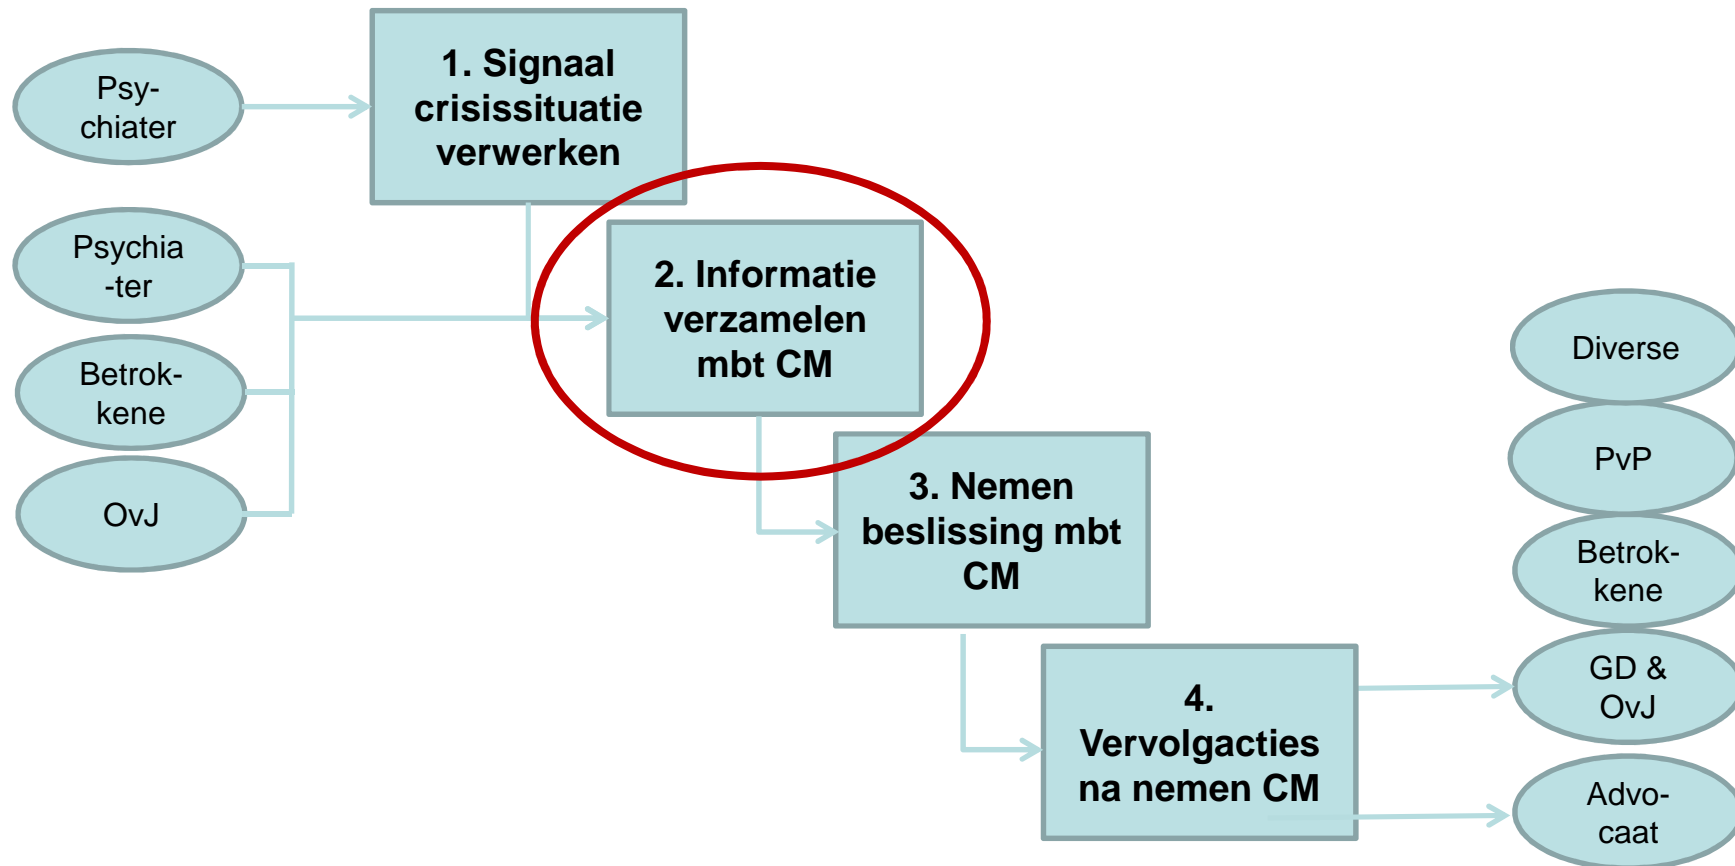 Psy-
chiater
1. Signaal
crisissituatie
verwerken
Psychia
-ter
Betrok-
kene
OvJ
2. Informatie
verzamelen
mbt CM
3. Nemen
beslissing mbt
CM
4.
Vervolgacties
na nemen CM
Diverse
PvP
Betrok-
kene
GD &
OvJ
Advo-
caat